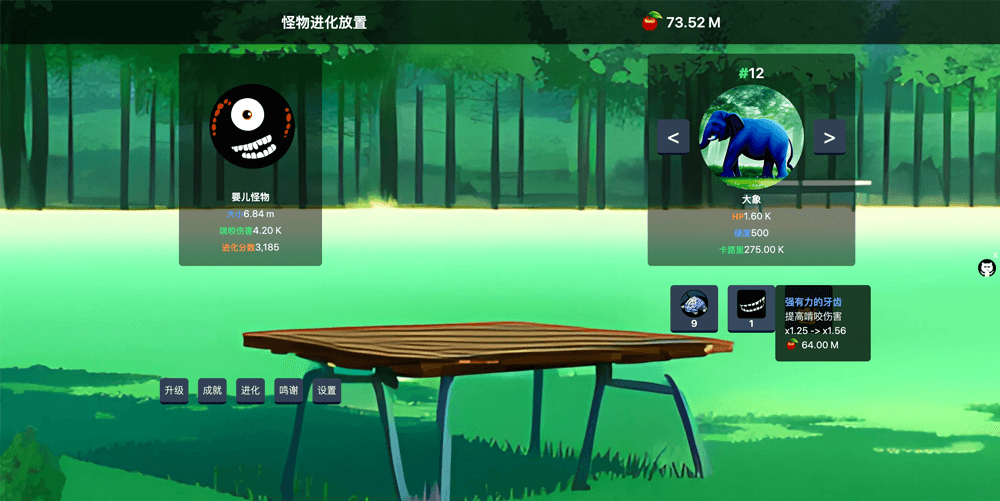 怪物进化放置
73.52 M
#12
<
>
婴儿怪物
大小6.84 m
啃咬伤害4.20 K
进化分数3,185
大象
HP1.60 K
硬度500
卡路里275.00 K
9
1
强有力的牙齿
提高啃咬伤害
x1.25 -> x1.56
64.00 M
升级
成就
进化
鸣谢
设置